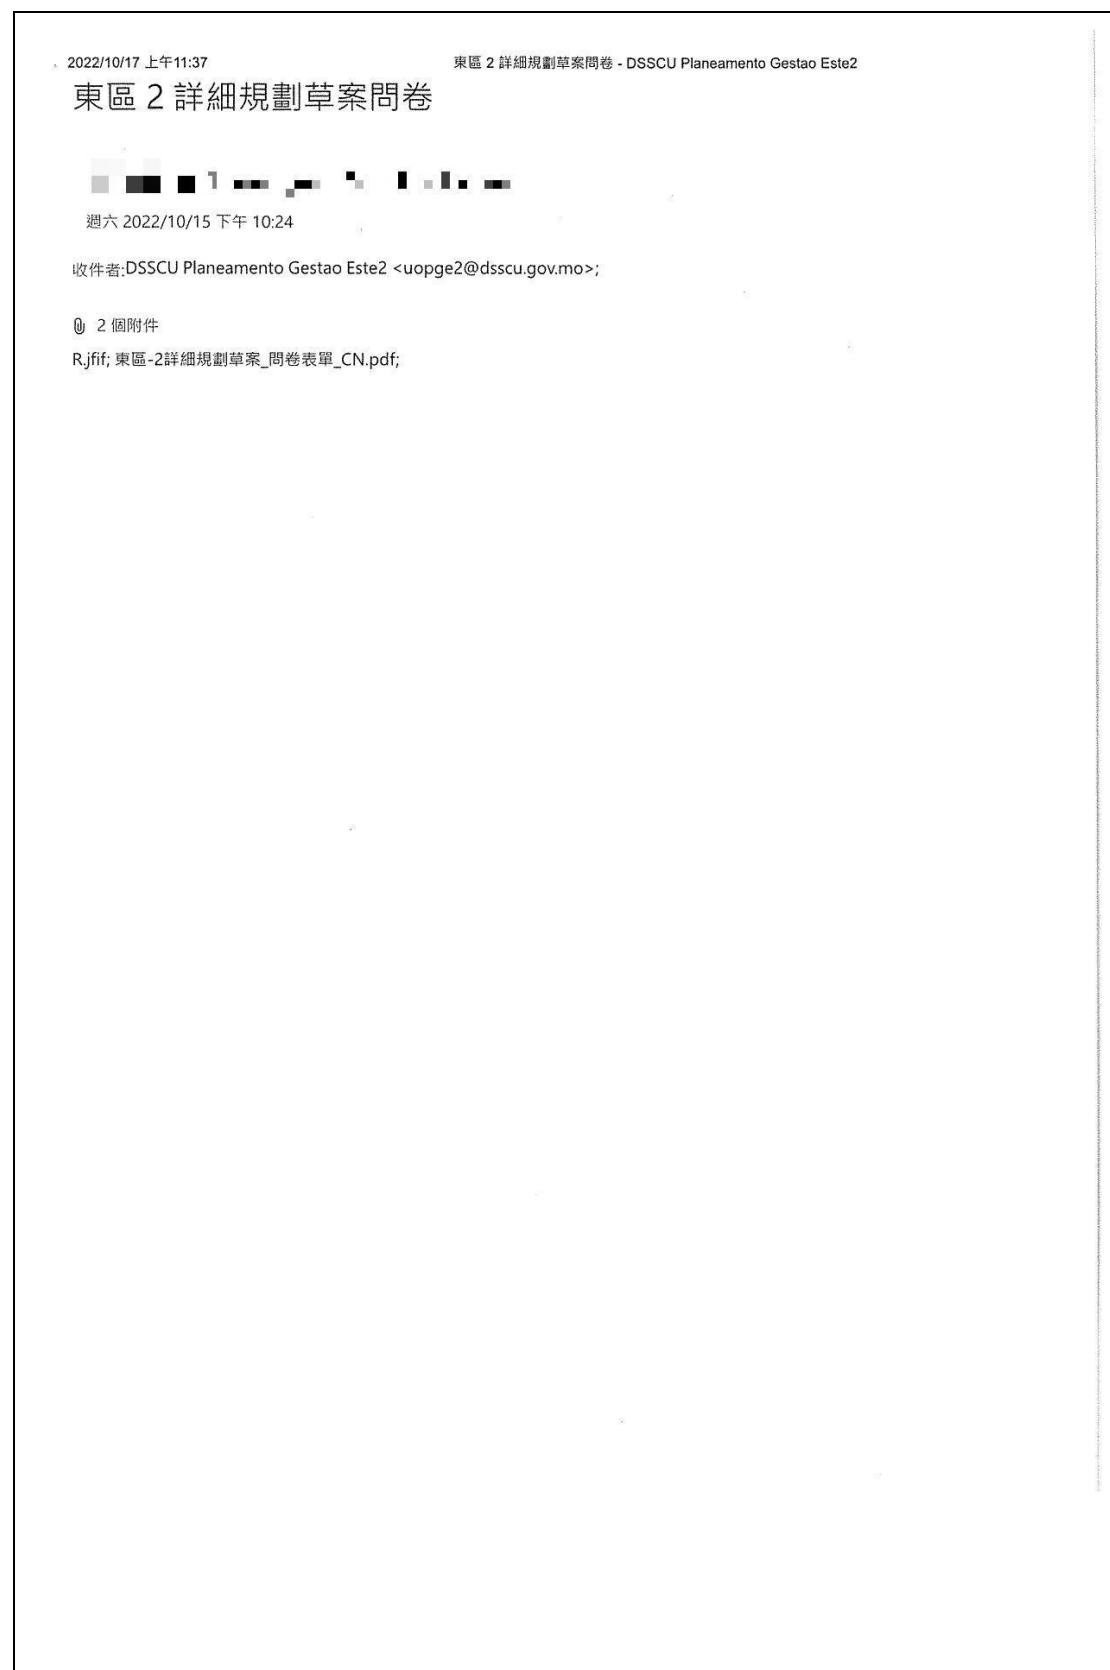 2022/10/17 上午11:37 東區 2 詳細規劃草案問卷 - DSSCU Planeamento Gestao Este2
東區 2 詳細規劃草案問卷
週六 2022/10/15 下午 10:24
收件者:DSSCU Planeamento Gestao Este2 <uopge2@dsscu.gov.mo>;
2 個附件
R.jfif; 東區-2詳細規劃草案_問卷表單_CN.pdf;